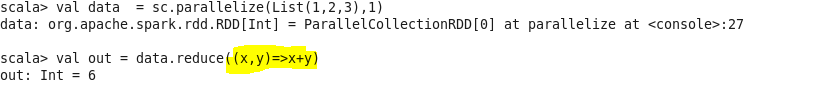 scala> val data  = sc.parallelize(List(1,2,3),1)
data: org.apache.spark.rdd.RDD[Int] = ParallelCollectionRDD[0] at parallelize at <console>:27
scala> val out = data.reduce((x,y)=>x+y)
out: Int = 6